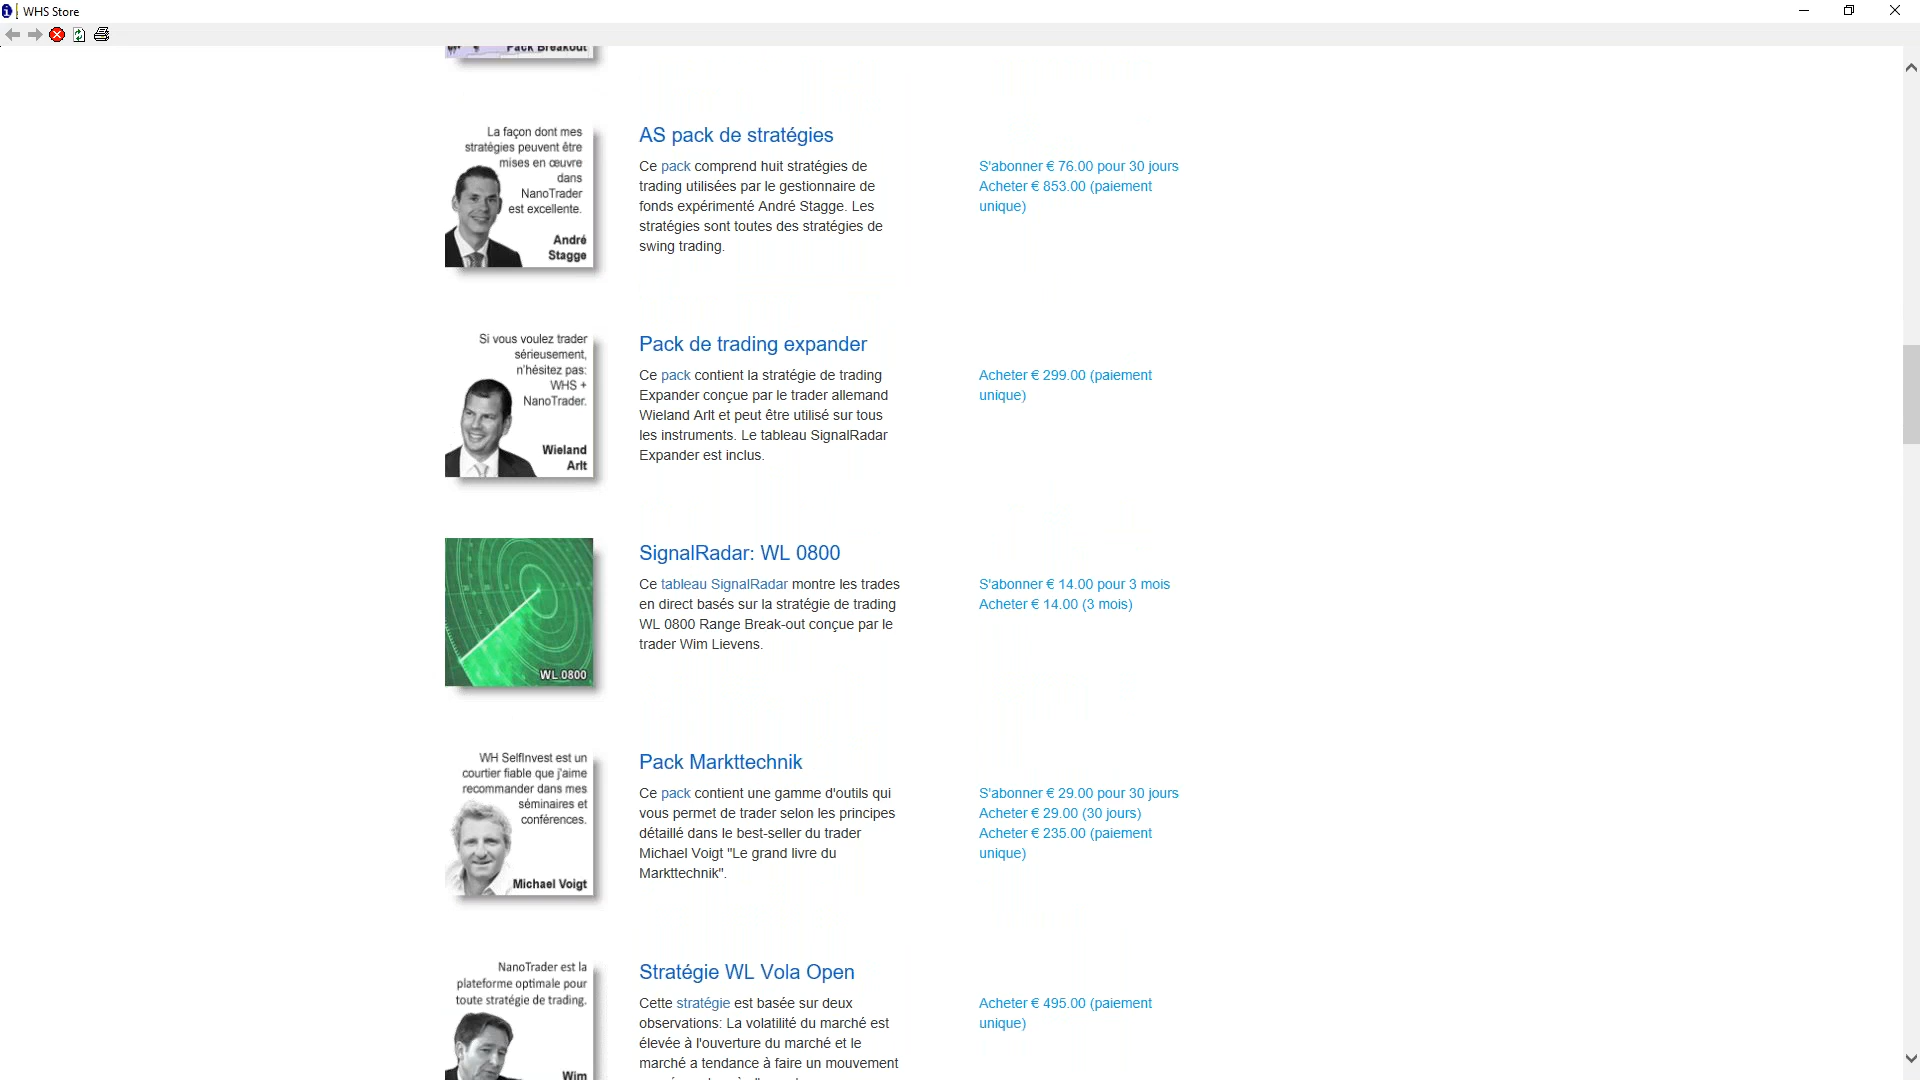 WHS Store
Pack Breakout
La façon dont mes
stratégies peuvent être
mises en œuvre
dans
NanoTrader
est excellente.
André
Stagge
AS pack de stratégies
Ce pack comprend huit stratégies de
trading utilisées par le gestionnaire de
fonds expérimenté André Stagge. Les
stratégies sont toutes des stratégies de
swing trading.
S'abonner € 76.00 pour 30 jours
Acheter € 853.00 (paiement
unique)
Si vous voulez trader
sérieusement,
n'hésitez pas:
WHS +
NanoTrader.
Wieland
Arlt
Pack de trading expander
Ce pack contient la stratégie de trading
Expander conçue par le trader allemand
Wieland Arlt et peut être utilisé sur tous
les instruments. Le tableau SignalRadar
Expander est inclus.
Acheter € 299.00 (paiement
unique)
WL 0800
SignalRadar: WL 0800
Ce tableau SignalRadar montre les trades
en direct basés sur la stratégie de trading
WL 0800 Range Break-out conçue par le
trader Wim Lievens.
S'abonner € 14.00 pour 3 mois
Acheter € 14.00 (3 mois)
WH SelfInvest est un
courtier fiable que j'aime
recommander dans mes
séminaires et
conférences.
Michael Voigt
Pack Markttechnik
Ce pack contient une gamme d'outils qui
vous permet de trader selon les principes
détaillé dans le best-seller du trader
Michael Voigt "Le grand livre du
Markttechnik".
S'abonner € 29.00 pour 30 jours
Acheter € 29.00 (30 jours)
Acheter € 235.00 (paiement
unique)
NanoTrader est la
plateforme optimale pour
toute stratégie de trading.
Wim
Stratégie WL Vola Open
Cette stratégie est basée sur deux
observations: La volatilité du marché est
élevée à l'ouverture du marché et le
marché a tendance à faire un mouvement
Acheter € 495.00 (paiement
unique)